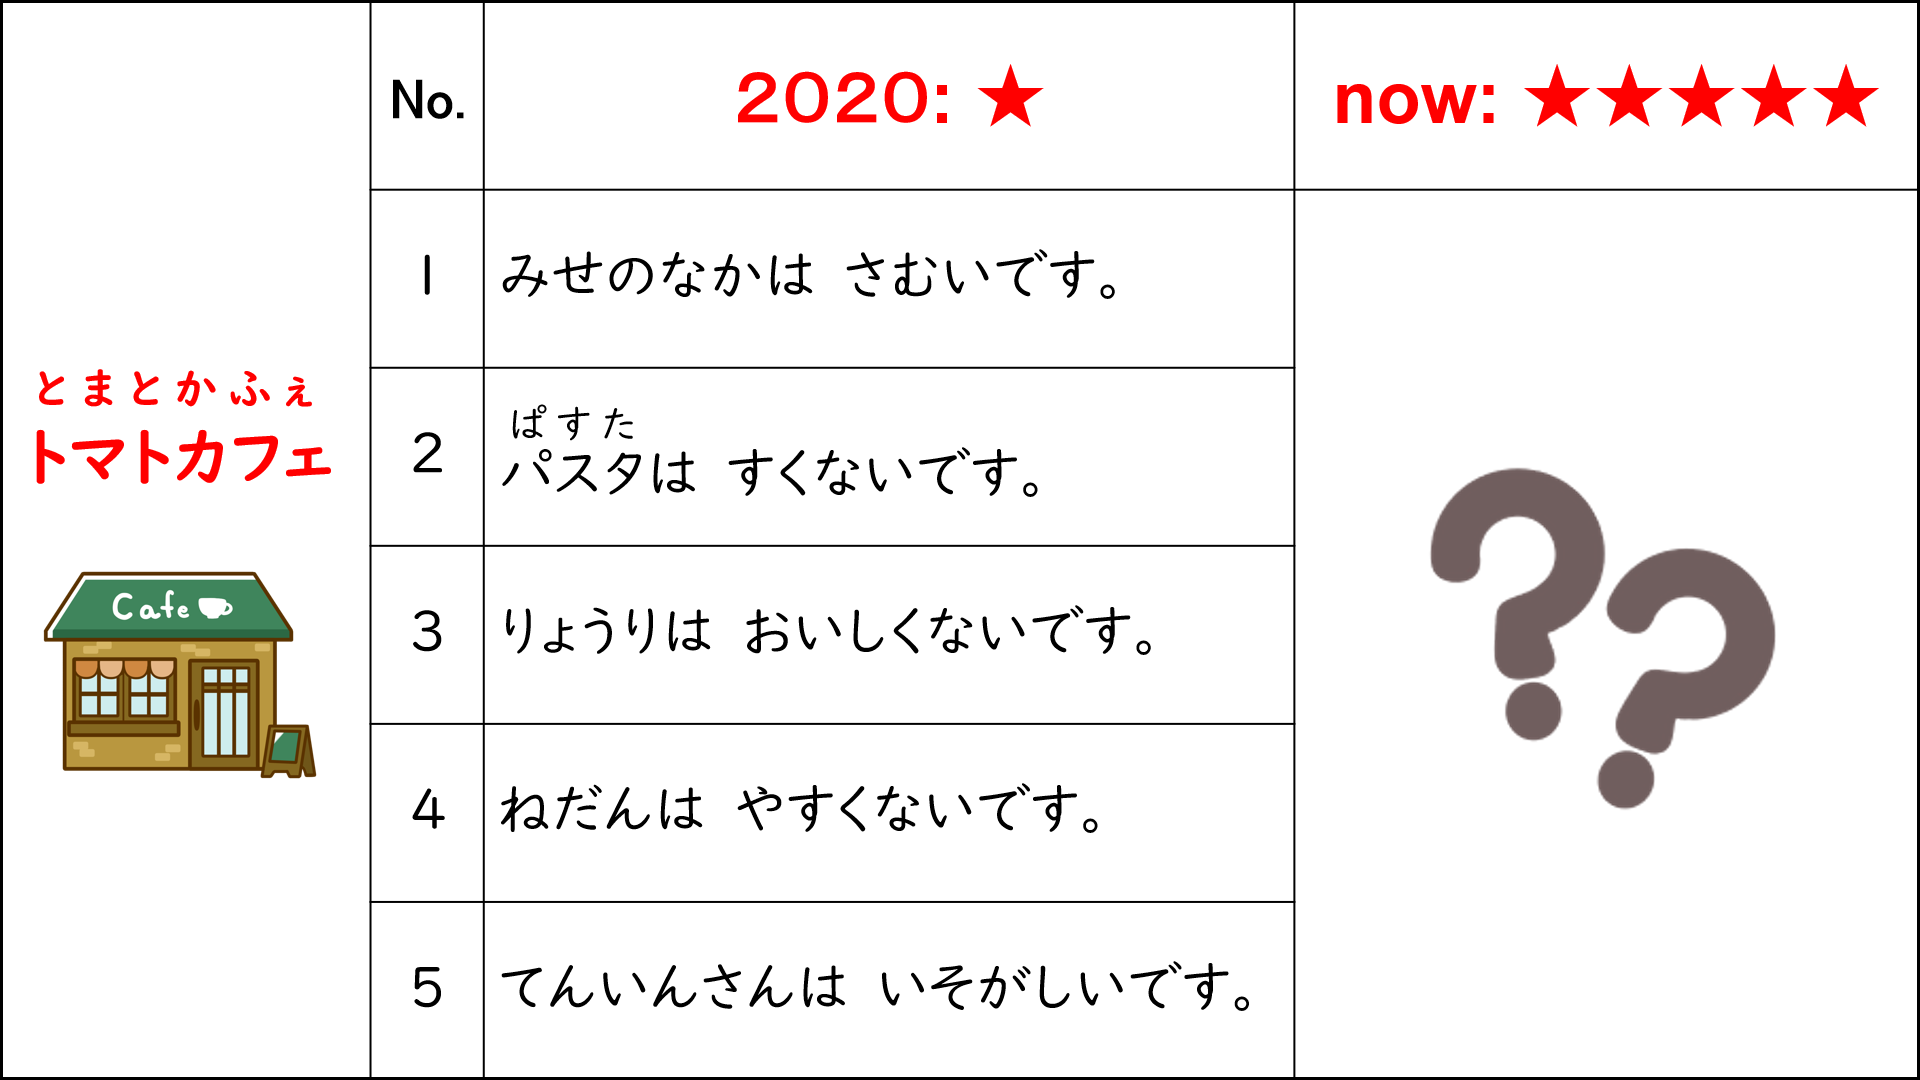 No.
2020: ★
now: ★★★★★
とまとかふぇ
トマトカフェ
Cafe
1
みせのなかは さむいです。
2
ぱすた
パスタは すくないです。
3
りょうりは おいしくないです。
4
ねだんは やすくないです。
5
てんいんさんは いそがしいです。
??